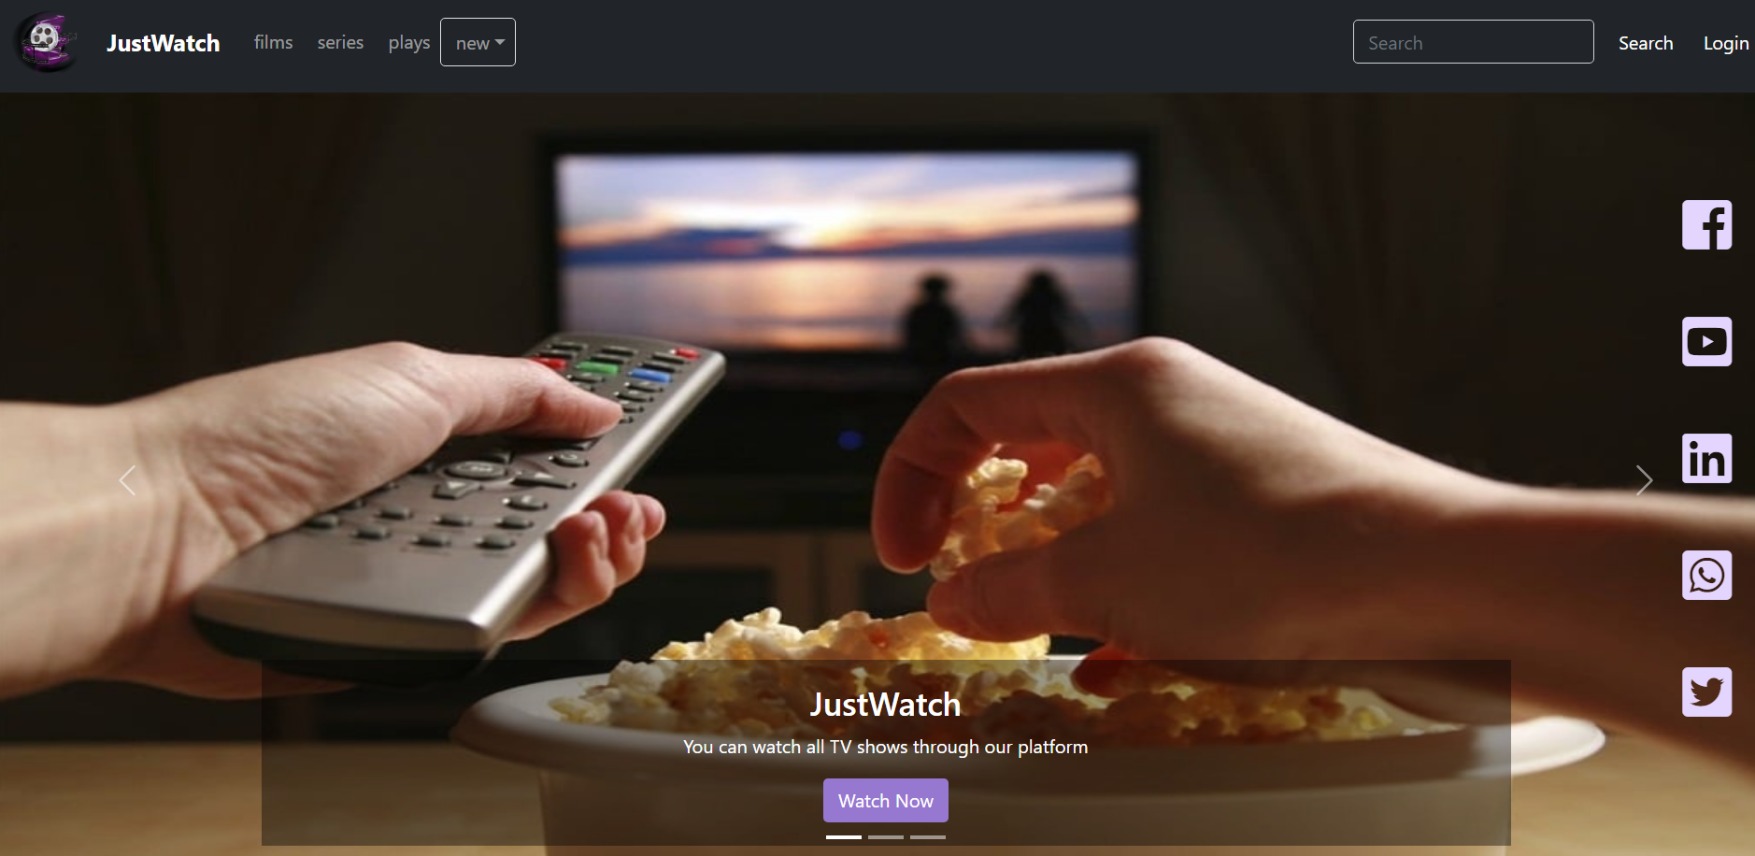 JustWatch films series plays new Search Search Login
JustWatch
You can watch all TV shows through our platform
Watch Now